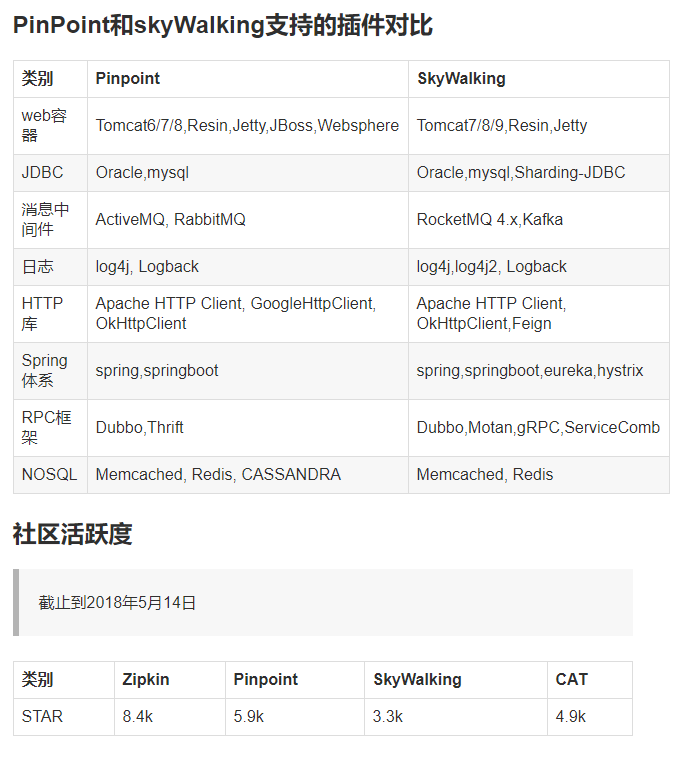 PinPoint和skyWalking支持的插件对比
类别 Pinpoint SkyWalking
web容
器
Tomcat6/7/8,Resin,Jetty,JBoss,Websphere Tomcat7/8/9,Resin,Jetty
JDBC Oracle,mysql Oracle,mysql,Sharding-JDBC
消息中
间件
ActiveMQ, RabbitMQ RocketMQ 4.x,Kafka
日志 log4j, Logback log4j,log4j2, Logback
HTTP
库
Apache HTTP Client, GoogleHttpClient,
OkHttpClient
Apache HTTP Client,
OkHttpClient,Feign
Spring
体系
spring,springboot spring,springboot,eureka,hystrix
RPC框
架
Dubbo,Thrift Dubbo,Motan,gRPC,ServiceComb
NOSQL Memcached, Redis, CASSANDRA Memcached, Redis
社区活跃度
截止到2018年5月14日
类别 Zipkin Pinpoint SkyWalking CAT
STAR 8.4k 5.9k 3.3k 4.9k